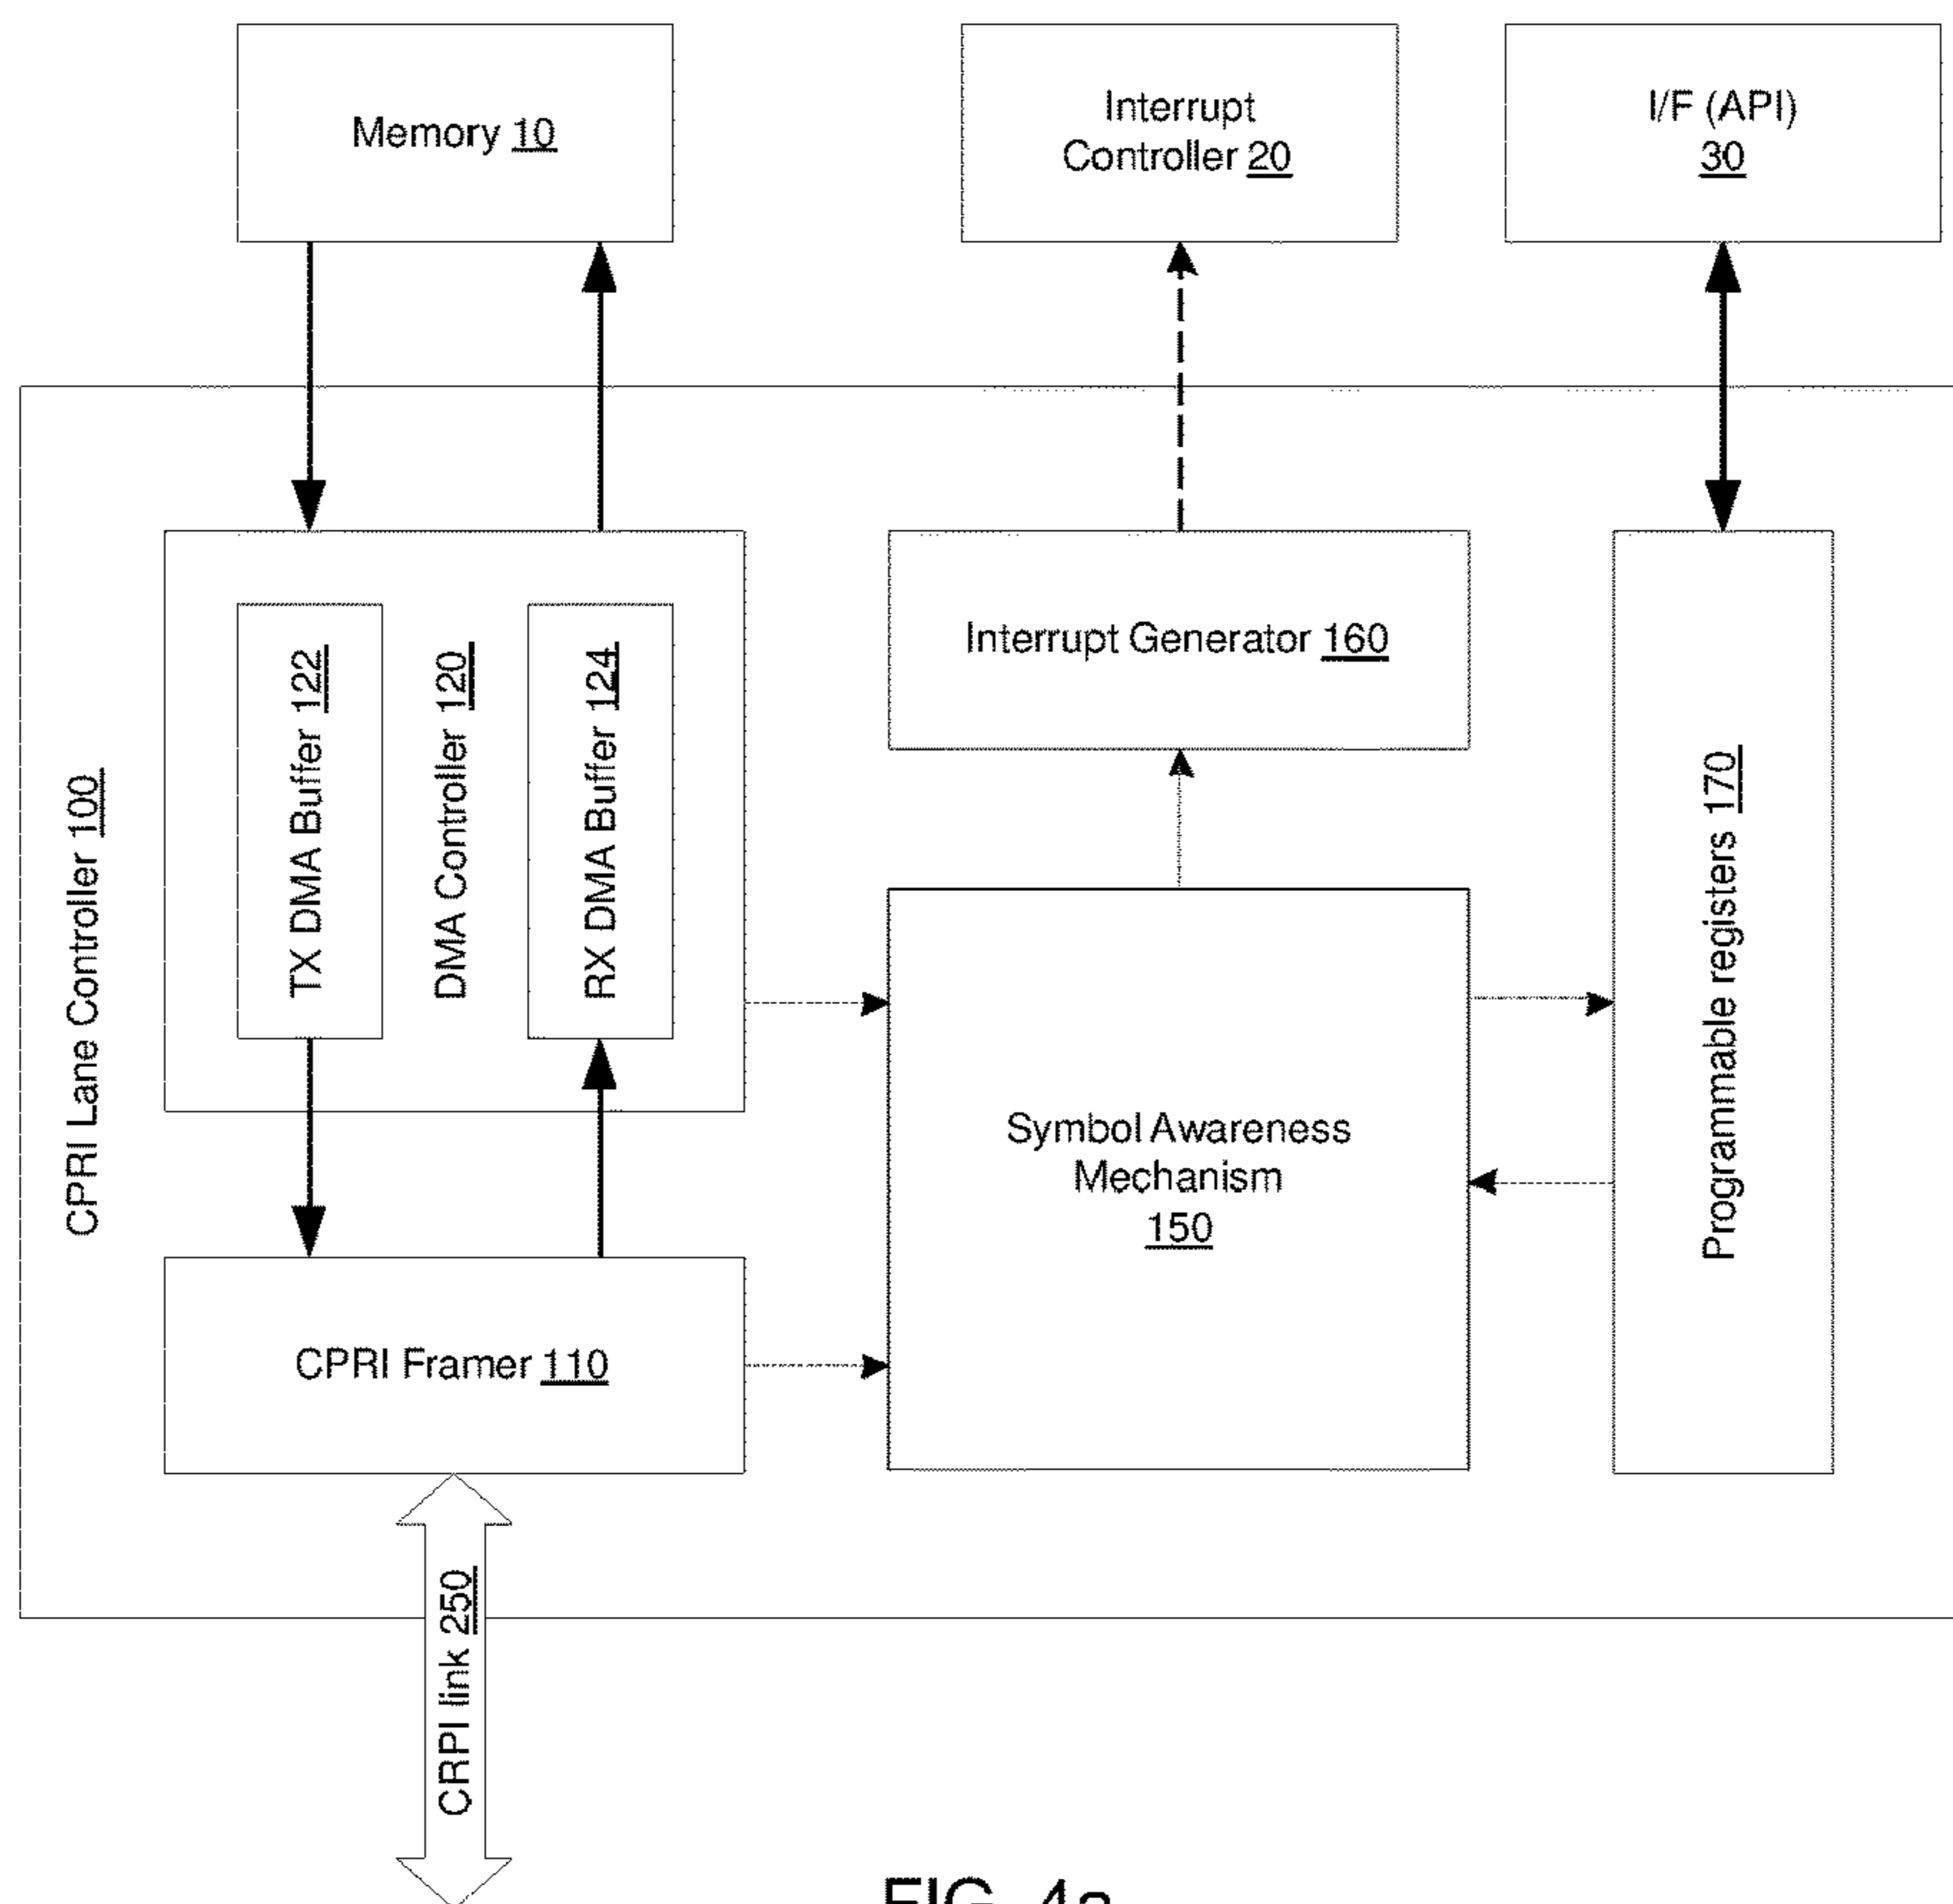 Memory 10
Interrupt
Controller 20
I/F (API)
30
CPRI Lane Controller 100
TX DMA Buffer 122
DMA Controller 120
RX DMA Buffer 124
Interrupt Generator 160
Programmable registers 170
Symbol Awareness
Mechanism
150
CPRI Framer 110
CRPI link 250
FIG. 4a